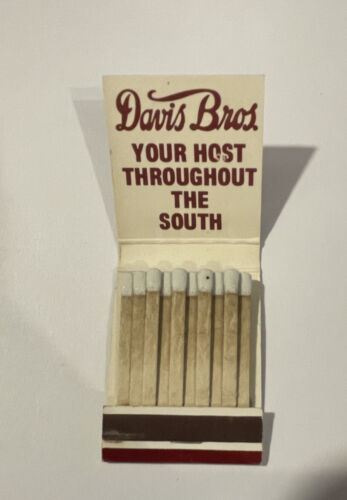 Davis Bros.
YOUR HOST
THROUGHOUT
THE
SOUTH